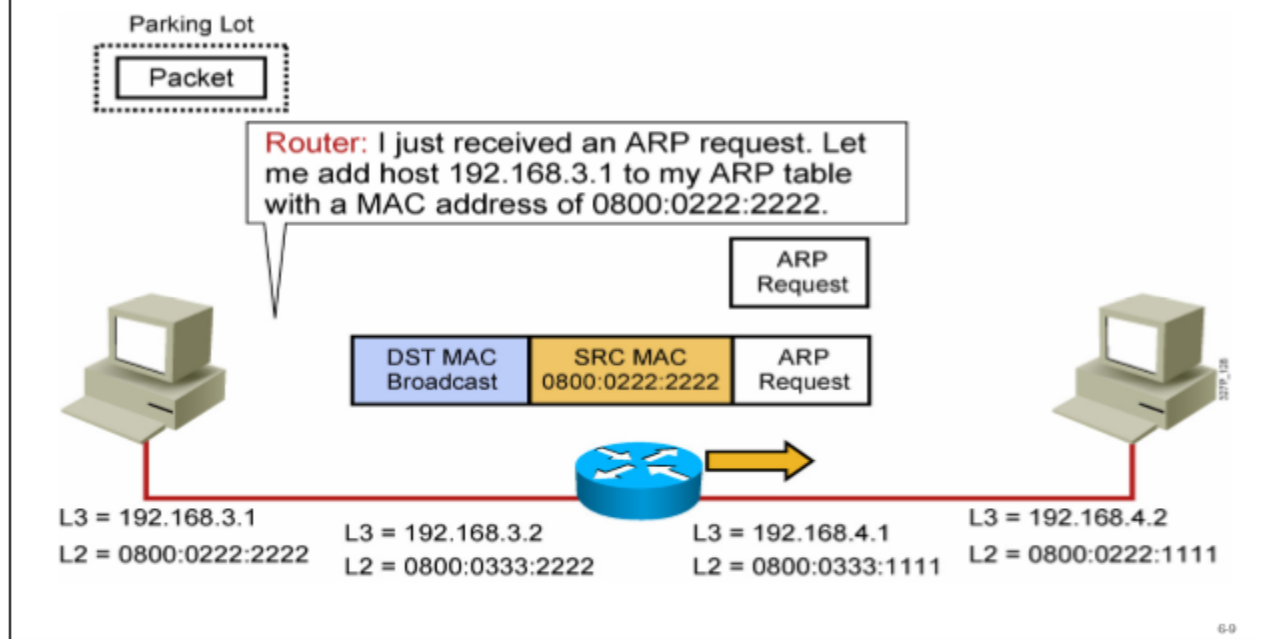 Parking Lot
Packet
Router: I just received an ARP request. Let
me add host 192.168.3.1 to my ARP table
with a MAC address of 0800:0222:2222.
ARP
Request
DST MAC
Broadcast
SRC MAC
0800:0222:2222
ARP
Request
L3 = 192.168.3.1
L2 = 0800:0222:2222
L3 = 192.168.3.2
L2 = 0800:0333:2222
L3 = 192.168.4.1
L2 = 0800:0333:1111
L3 = 192.168.4.2
L2 = 0800:0222:1111
6-9